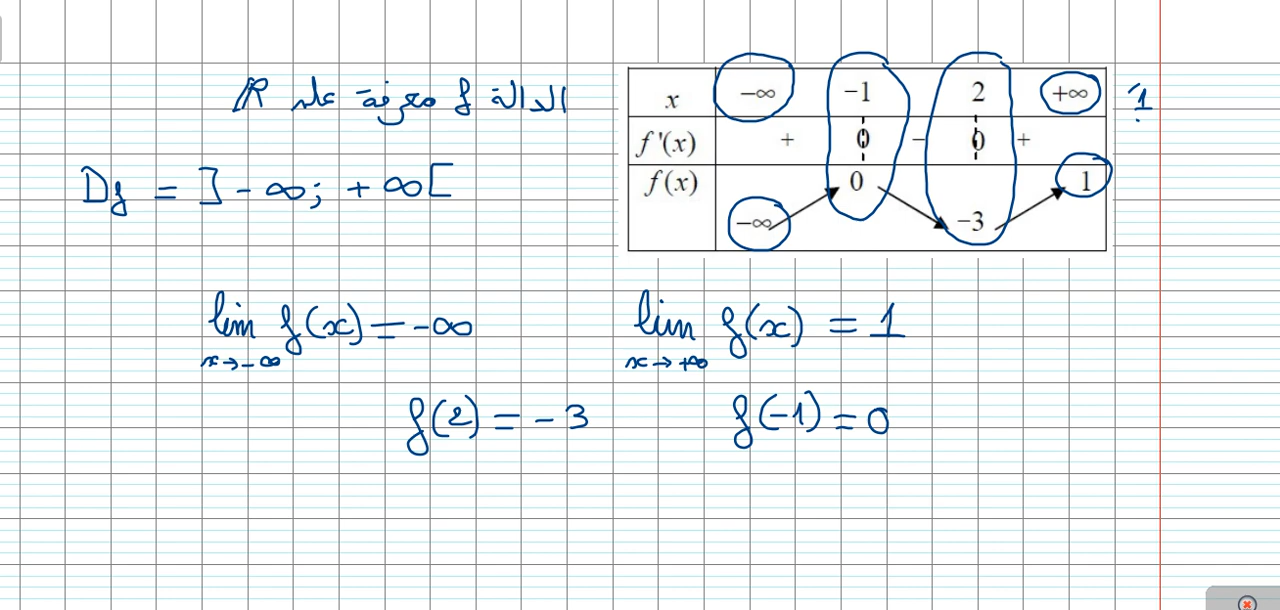 1
x -∞ -1 2 +∞
f'(x) + 0 - 0 +
f(x) -∞ 0 -3 1
الدالة f معرفة على ℝ
Df = ]-∞; +∞[
lim f(x) = -∞ lim f(x) = 1
x→-∞ x→+∞
f(2) = -3 f(-1) = 0